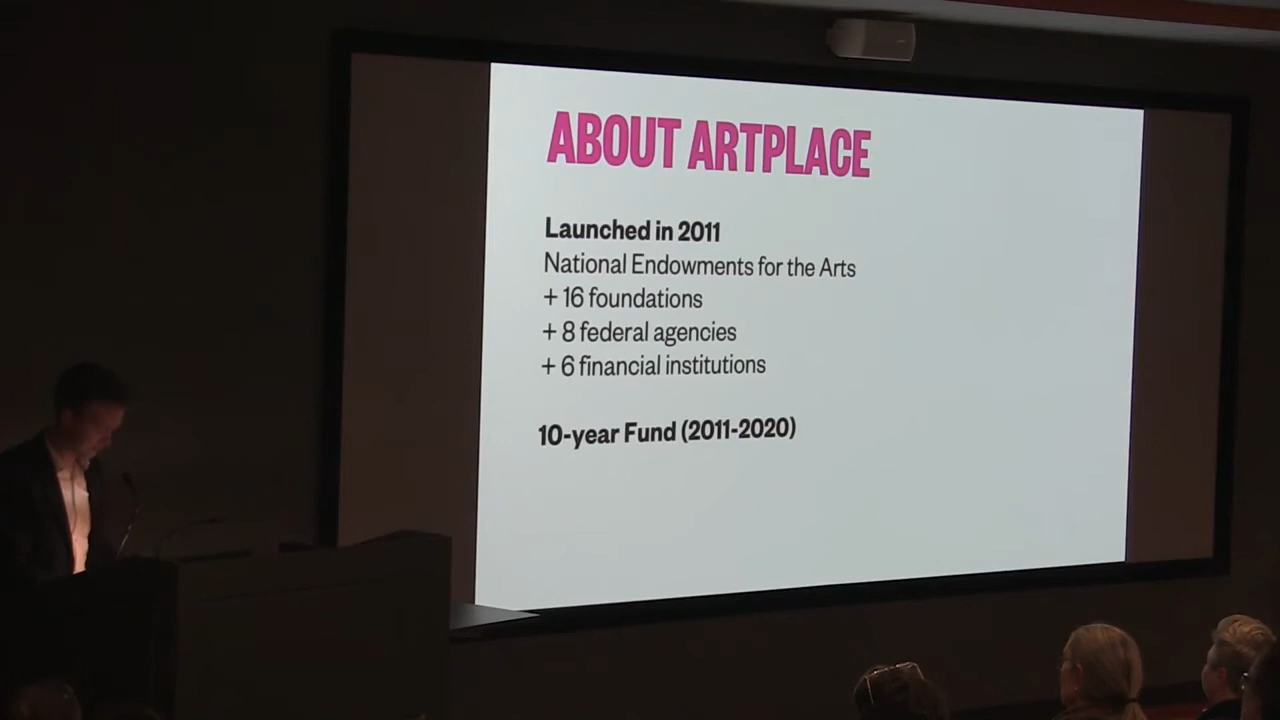 ABOUT ARTPLACE
Launched in 2011
National Endowments for the Arts
+ 16 foundations
+ 8 federal agencies
+ 6 financial institutions
10-year Fund (2011-2020)